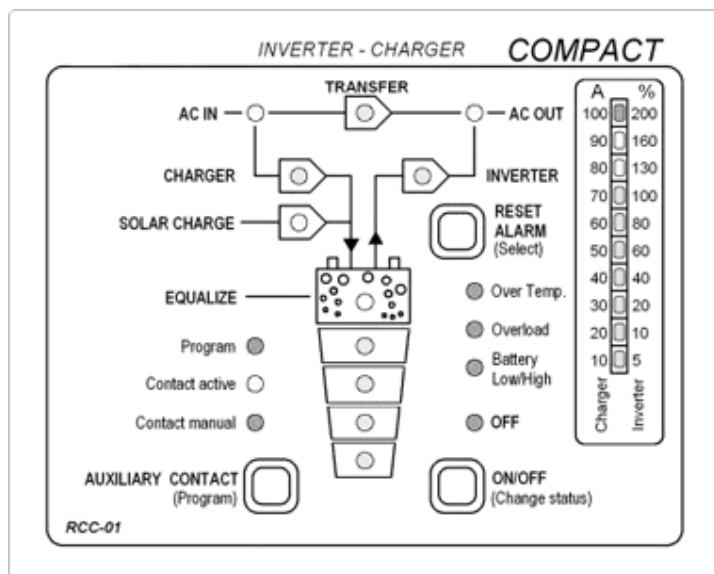 INVERTER - CHARGER COMPACT
TRANSFER
AC IN
AC OUT
CHARGER
INVERTER
SOLAR CHARGE
RESET
ALARM
(Select)
EQUALIZE
Over Temp.
Program
Overload
Contact active
Battery
Low/High
Contact manual
OFF
AUXILIARY CONTACT
(Program)
ON/OFF
(Change status)
RCC-01
A %
100 200
90 160
80 130
70 100
60 80
50 60
40 40
30 20
20 10
10 5
Charger
Inverter